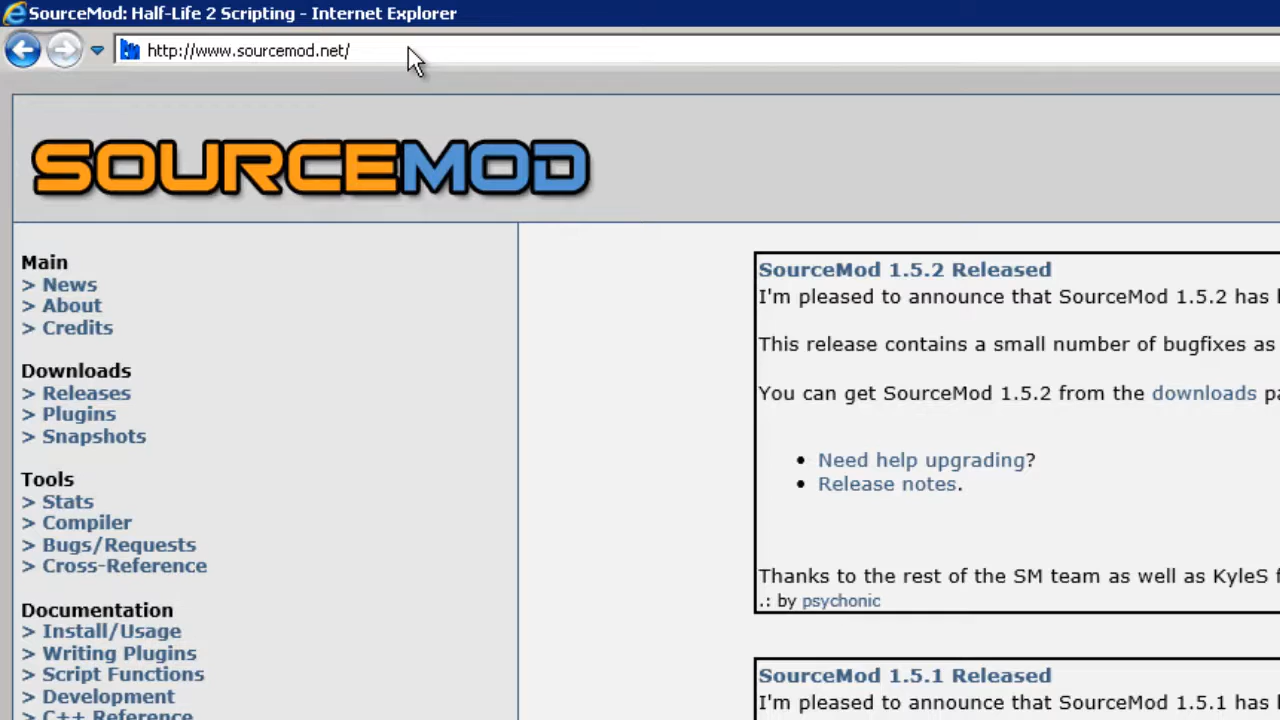 SourceMod: Half-Life 2 Scripting - Internet Explorer
http://www.sourcemod.net/
SOURCEMOD
Main
> News
> About
> Credits
Downloads
> Releases
> Plugins
> Snapshots
Tools
> Stats
> Compiler
> Bugs/Requests
> Cross-Reference
Documentation
> Install/Usage
> Writing Plugins
> Script Functions
> Development
> C++ Reference
SourceMod 1.5.2 Released
I'm pleased to announce that SourceMod 1.5.2 has
This release contains a small number of bugfixes as
You can get SourceMod 1.5.2 from the downloads
• Need help upgrading?
• Release notes.
Thanks to the rest of the SM team as well as KyleS
.: by psychonic
SourceMod 1.5.1 Released
I'm pleased to announce that SourceMod 1.5.1 has